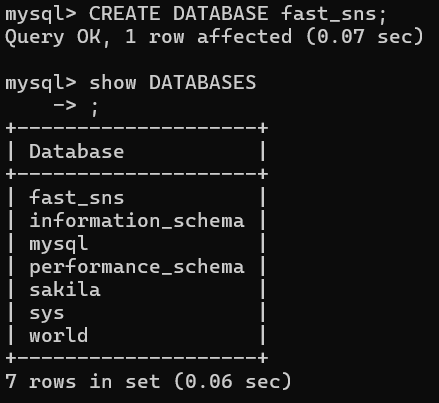 mysql> CREATE DATABASE fast_sns;
Query OK, 1 row affected (0.07 sec)

mysql> show DATABASES
    -> ;
+--------------------+
| Database           |
+--------------------+
| fast_sns           |
| information_schema |
| mysql              |
| performance_schema |
| sakila             |
| sys                |
| world              |
+--------------------+
7 rows in set (0.06 sec)